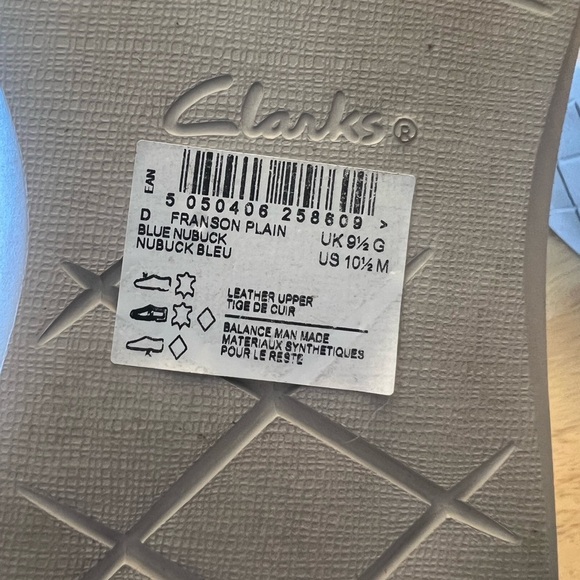 Clarks®
EAN
5 050406 258609 >
D FRANSON PLAIN
BLUE NUBUCK UK 9½ G
NUBUCK BLEU US 10½ M
LEATHER UPPER
TIGE DE CUIR
BALANCE MAN MADE
MATERIAUX SYNTHETIQUES
POUR LE RESTE